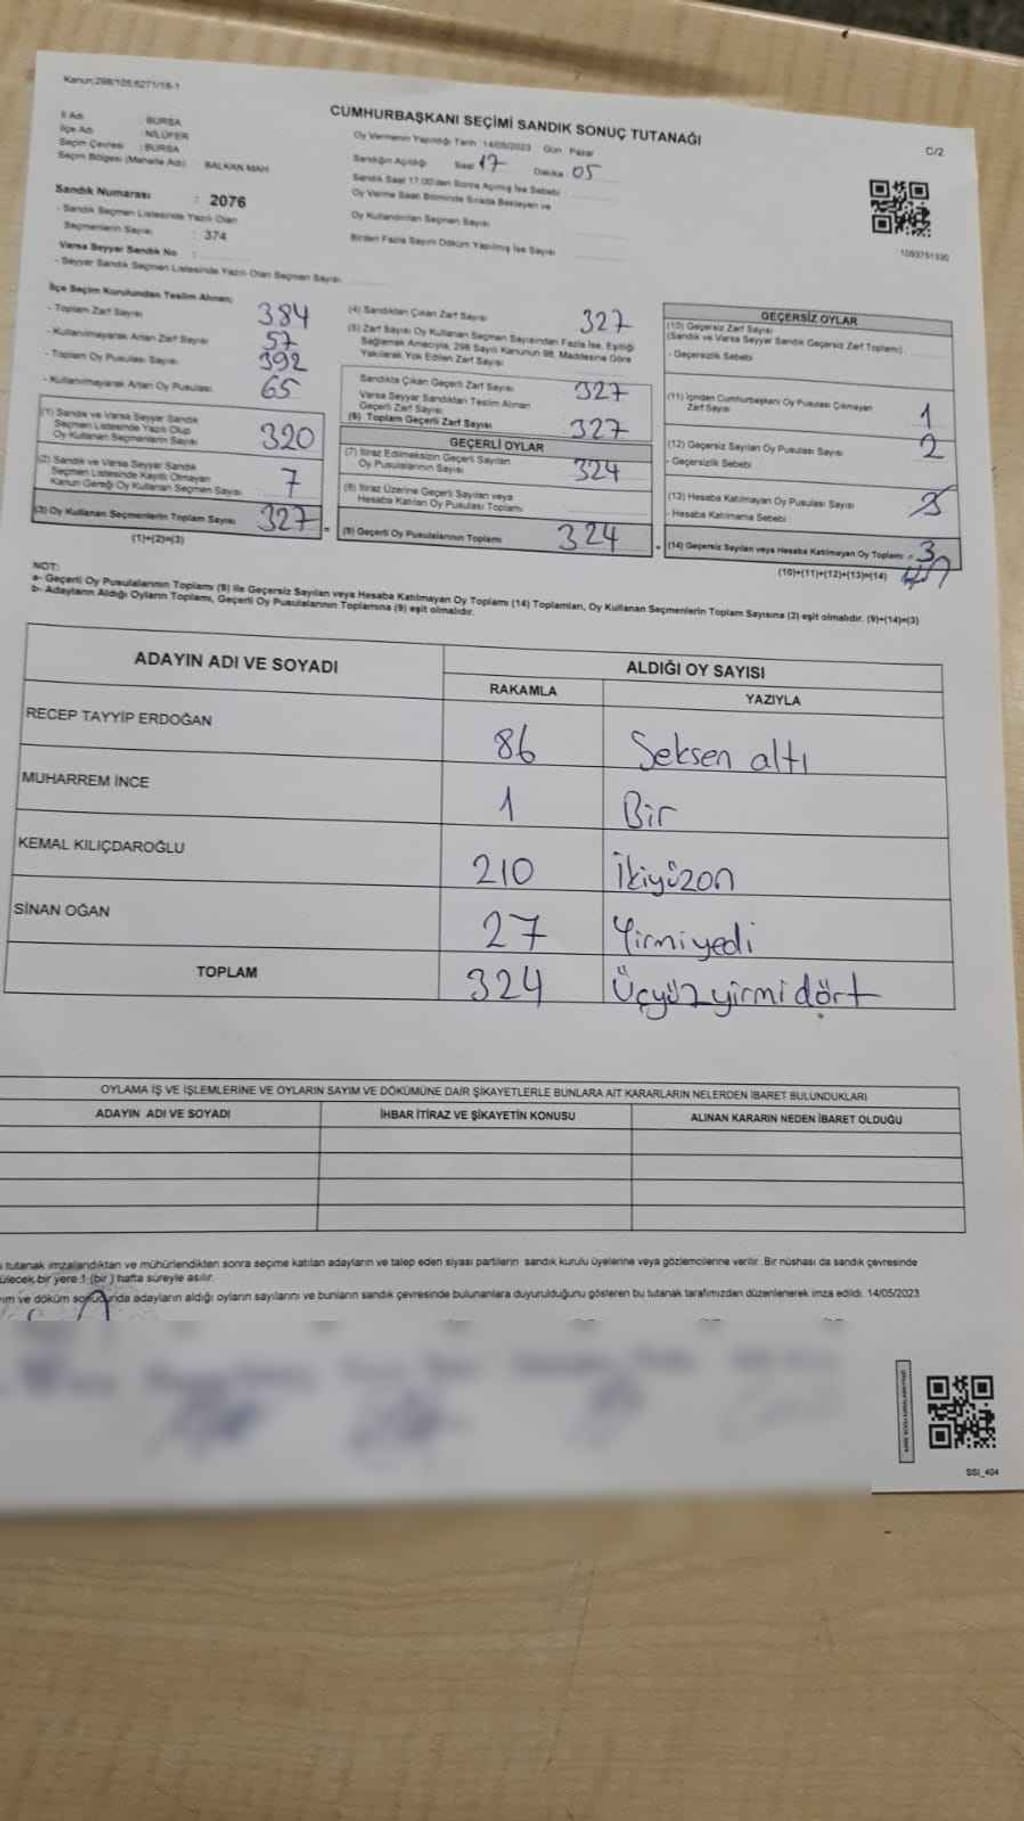 Kanun:298/105,6271/18-1
CUMHURBAŞKANI SEÇİMİ SANDIK SONUÇ TUTANAĞI
C/2
İl Adı : BURSA
İlçe Adı : NİLÜFER
Seçim Çevresi : BURSA
Seçim Bölgesi (Mahalle Adı) BALKAN MAH
Oy Vermenin Yapıldığı Tarih 14/05/2023 Gün Pazar
Sandığın Açıldığı Saat 17 Dakika 05
Sandık Saat 17.00'den Sonra Açılmış İse Sebebi
Oy Verme Saati Bitiminde Sırada Bekleyen ve
Oy Kullandırılan Seçmen Sayısı
Birden Fazla Sayım Döküm Yapılmış İse Sayısı
Sandık Numarası : 2076
- Sandık Seçmen Listesinde Yazılı Olan
Seçmenlerin Sayısı : 374
Varsa Seyyar Sandık No :
- Seyyar Sandık Seçmen Listesinde Yazılı Olan Seçmen Sayısı
İlçe Seçim Kurulundan Teslim Alınan;
- Toplam Zarf Sayısı 384
- Kullanılmayarak Artan Zarf Sayısı 57
- Toplam Oy Pusulası Sayısı 392
- Kullanılmayarak Artan Oy Pusulası 65
(1) Sandık ve Varsa Seyyar Sandık
Seçmen Listesinde Yazılı Olup
Oy Kullanan Seçmenlerin Sayısı 320
(2) Sandık ve Varsa Seyyar Sandık
Seçmen Listesinde Kayıtlı Olmayan
Kanun Gereği Oy Kullanan Seçmen Sayısı 7
(3) Oy Kullanan Seçmenlerin Toplam Sayısı 327
(1)+(2)=(3)
(4) Sandıktan Çıkan Zarf Sayısı 327
(5) Zarf Sayısı Oy Kullanan Seçmen Sayısından Fazla İse, Eşitliği
Sağlamak Amacıyla, 298 Sayılı Kanunun 98. Maddesine Göre
Yakılarak Yok Edilen Zarf Sayısı
Sandıkta Çıkan Geçerli Zarf Sayısı 327
Varsa Seyyar Sandıktan Teslim Alınan
Geçerli Zarf Sayısı
(6) Toplam Geçerli Zarf Sayısı 327
GEÇERLİ OYLAR
(7) İtiraz Edilmeksizin Geçerli Sayılan
Oy Pusulalarının Sayısı 324
(8) İtiraz Üzerine Geçerli Sayılan veya
Hesaba Katılan Oy Pusulası Toplamı
(9) Geçerli Oy Pusulalarının Toplamı 324
1093751330
GEÇERSİZ OYLAR
(10) Geçersiz Zarf Sayısı
(Sandık ve Varsa Seyyar Sandık Geçersiz Zarf Toplamı)
- Geçersizlik Sebebi
(11) İçinden Cumhurbaşkanı Oy Pusulası Çıkmayan
Zarf Sayısı 1
(12) Geçersiz Sayılan Oy Pusulası Sayısı 2
- Geçersizlik Sebebi
(13) Hesaba Katılmayan Oy Pusulası Sayısı
- Hesaba Katılmama Sebebi
(14) Geçersiz Sayılan veya Hesaba Katılmayan Oy Toplamı = 3
(10)+(11)+(12)+(13)=(14)
NOT:
a- Geçerli Oy Pusulalarının Toplamı (9) ile Geçersiz Sayılan veya Hesaba Katılmayan Oy Toplamı (14) Toplamları, Oy Kullanan Seçmenlerin Toplam Sayısına (3) eşit olmalıdır. (9)+(14)=(3)
b- Adayların Aldığı Oyların Toplamı, Geçerli Oy Pusulalarının Toplamına (9) eşit olmalıdır.
ADAYIN ADI VE SOYADI
ALDIĞI OY SAYISI
RAKAMLA YAZIYLA
RECEP TAYYİP ERDOĞAN 86 Seksen altı
MUHARREM İNCE 1 Bir
KEMAL KILIÇDAROĞLU 210 İkiyüzon
SİNAN OĞAN 27 Yirmiyedi
TOPLAM 324 Üçyüzyirmidört
OYLAMA İŞ VE İŞLEMLERİNE VE OYLARIN SAYIM VE DÖKÜMÜNE DAİR ŞİKAYETLERLE BUNLARA AİT KARARLARIN NELERDEN İBARET BULUNDUKLARI
ADAYIN ADI VE SOYADI İHBAR İTİRAZ VE ŞİKAYETİN KONUSU ALINAN KARARIN NEDEN İBARET OLDUĞU
tutanak imzalandıktan ve mühürlendikten sonra seçime katılan adayların ve talep eden siyasi partilerin sandık kurulu üyelerine veya gözlemcilerine verilir. Bir nüshası da sandık çevresinde
bir yere 1 (bir) hafta süreyle asılır.
ve döküm sonucunda adayların aldığı oyların sayılarını ve bunların sandık çevresinde bulunanlara duyurulduğunu gösteren bu tutanak tarafımızdan düzenlenerek imza edildi. 14/05/2023
SSI_404